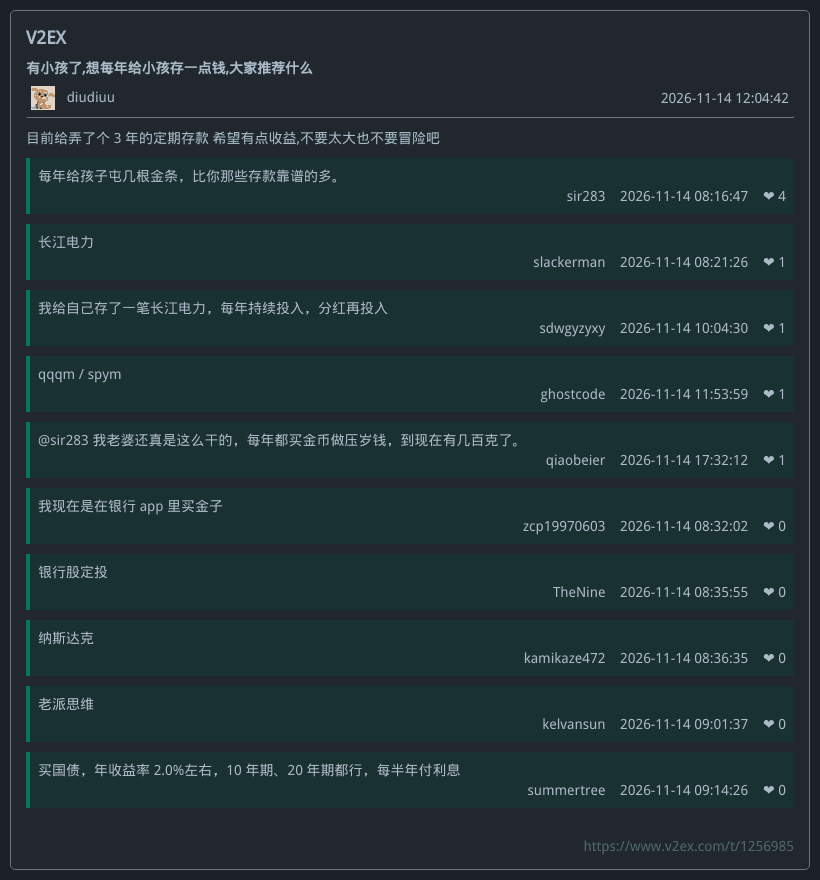 V2EX
有小孩了,想每年给小孩存一点钱,大家推荐什么
diudiuu 2026-11-14 12:04:42
目前给弄了个 3 年的定期存款 希望有点收益,不要太大也不要冒险吧
每年给孩子屯几根金条，比你那些存款靠谱的多。
sir283 2026-11-14 08:16:47 ❤ 4
长江电力
slackerman 2026-11-14 08:21:26 ❤ 1
我给自己存了一笔长江电力，每年持续投入，分红再投入
sdwgyzyxy 2026-11-14 10:04:30 ❤ 1
qqqm / spym
ghostcode 2026-11-14 11:53:59 ❤ 1
@sir283 我老婆还真是这么干的，每年都买金币做压岁钱，到现在有几百克了。
qiaobeier 2026-11-14 17:32:12 ❤ 1
我现在是在银行 app 里买金子
zcp19970603 2026-11-14 08:32:02 ❤ 0
银行股定投
TheNine 2026-11-14 08:35:55 ❤ 0
纳斯达克
kamikaze472 2026-11-14 08:36:35 ❤ 0
老派思维
kelvansun 2026-11-14 09:01:37 ❤ 0
买国债，年收益率 2.0%左右，10 年期、20 年期都行，每半年付利息
summertree 2026-11-14 09:14:26 ❤ 0
https://www.v2ex.com/t/1256985